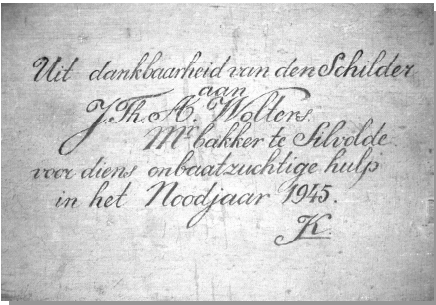 Uit dankbaarheid van den Schilder
aan
J. Th. A. Wolters.
Mr bakker te Silvolde
voor diens onbaatzuchtige hulp
in het Noodjaar 1945.
K.